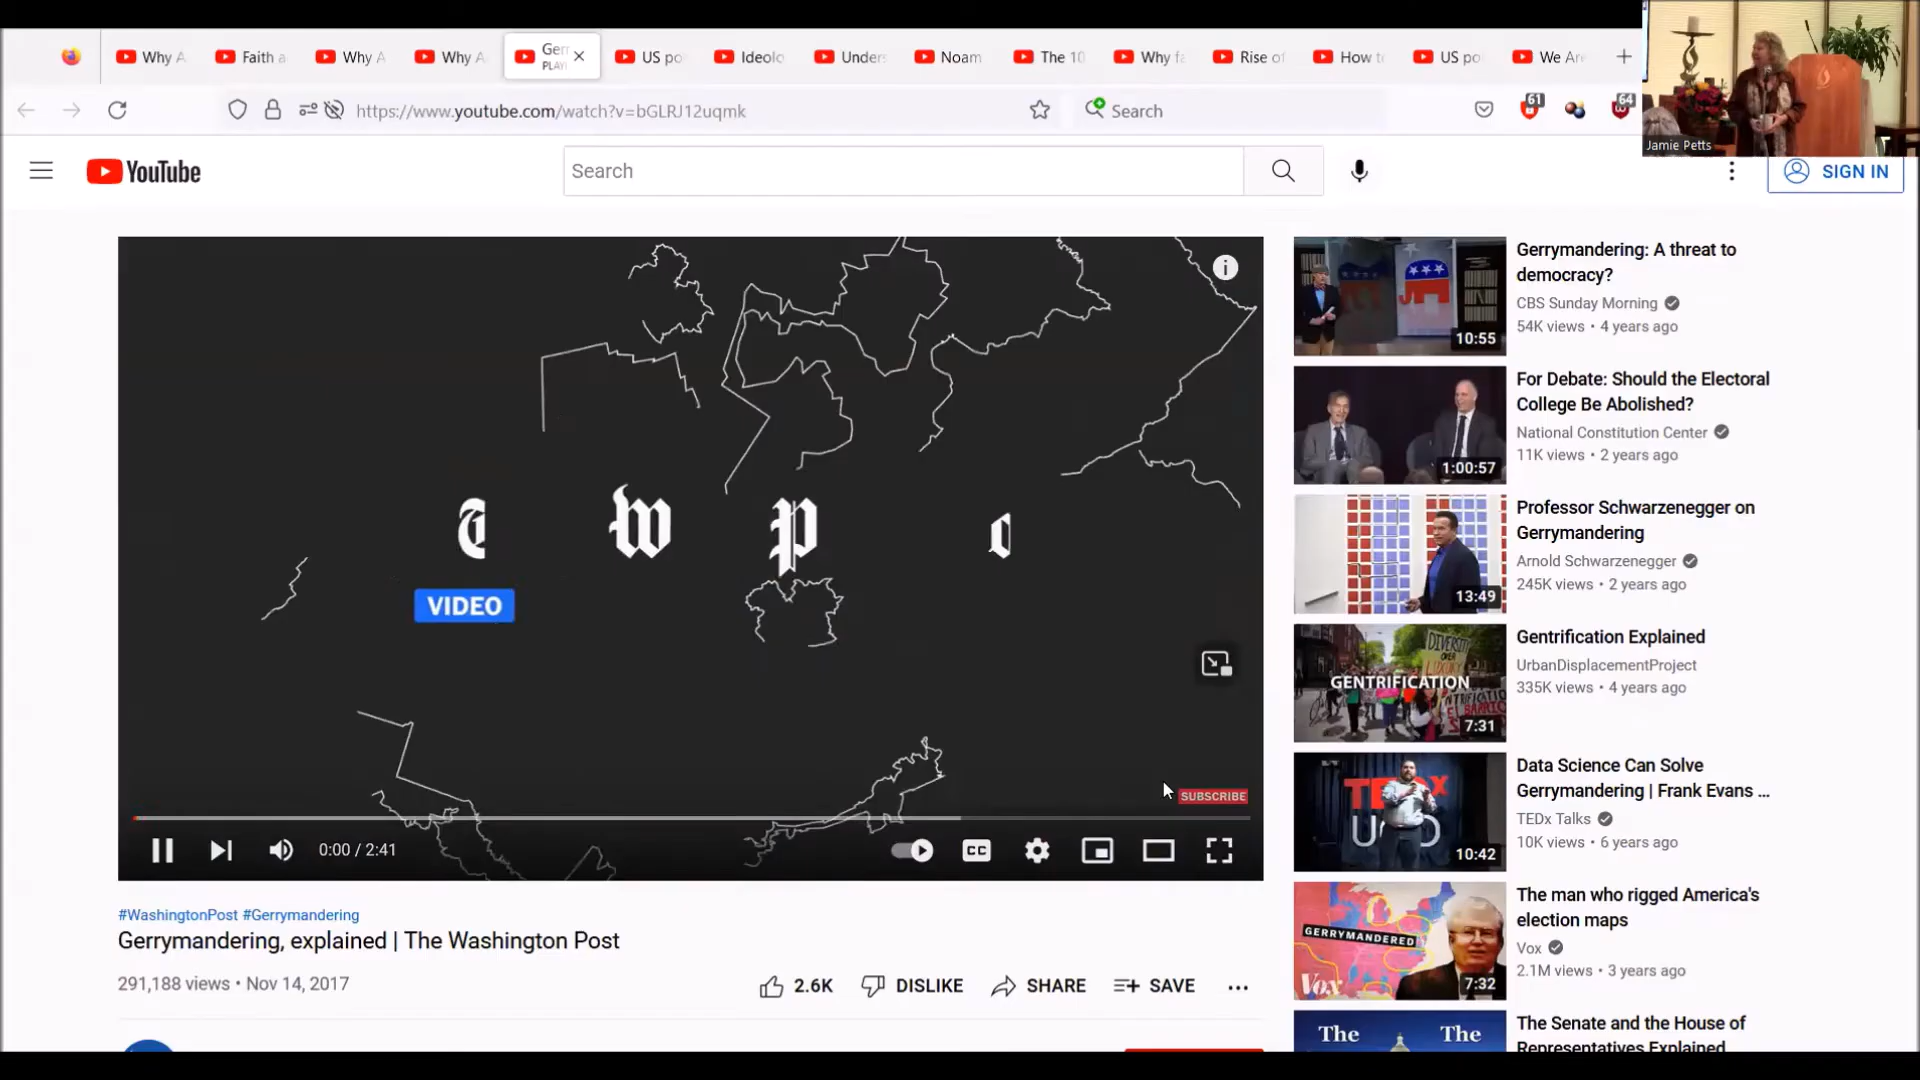 Why A
Faith a
Why A
Why A
Ger
PLAY
US po
Ideolo
Under
Noam
The 10
Why fa
Rise of
How t
US po
We Are
https://www.youtube.com/watch?v=bGLRJ12uqmk
Search
61
64
Jamie Petts
YouTube
Search
SIGN IN
T W P
VIDEO
SUBSCRIBE
0:00 / 2:41
CC
#WashingtonPost #Gerrymandering
Gerrymandering, explained | The Washington Post
291,188 views • Nov 14, 2017
2.6K
DISLIKE
SHARE
SAVE
10:55
Gerrymandering: A threat to
democracy?
CBS Sunday Morning
54K views • 4 years ago
1:00:57
For Debate: Should the Electoral
College Be Abolished?
National Constitution Center
11K views • 2 years ago
13:49
Professor Schwarzenegger on
Gerrymandering
Arnold Schwarzenegger
245K views • 2 years ago
DIVERSITY
OVER
LUXURY
GENTRIFICATION
7:31
Gentrification Explained
UrbanDisplacementProject
335K views • 4 years ago
TEDx
10:42
Data Science Can Solve
Gerrymandering | Frank Evans ...
TEDx Talks
10K views • 6 years ago
GERRYMANDERED
Vox
7:32
The man who rigged America's
election maps
Vox
2.1M views • 3 years ago
The The
The Senate and the House of
Representatives Explained